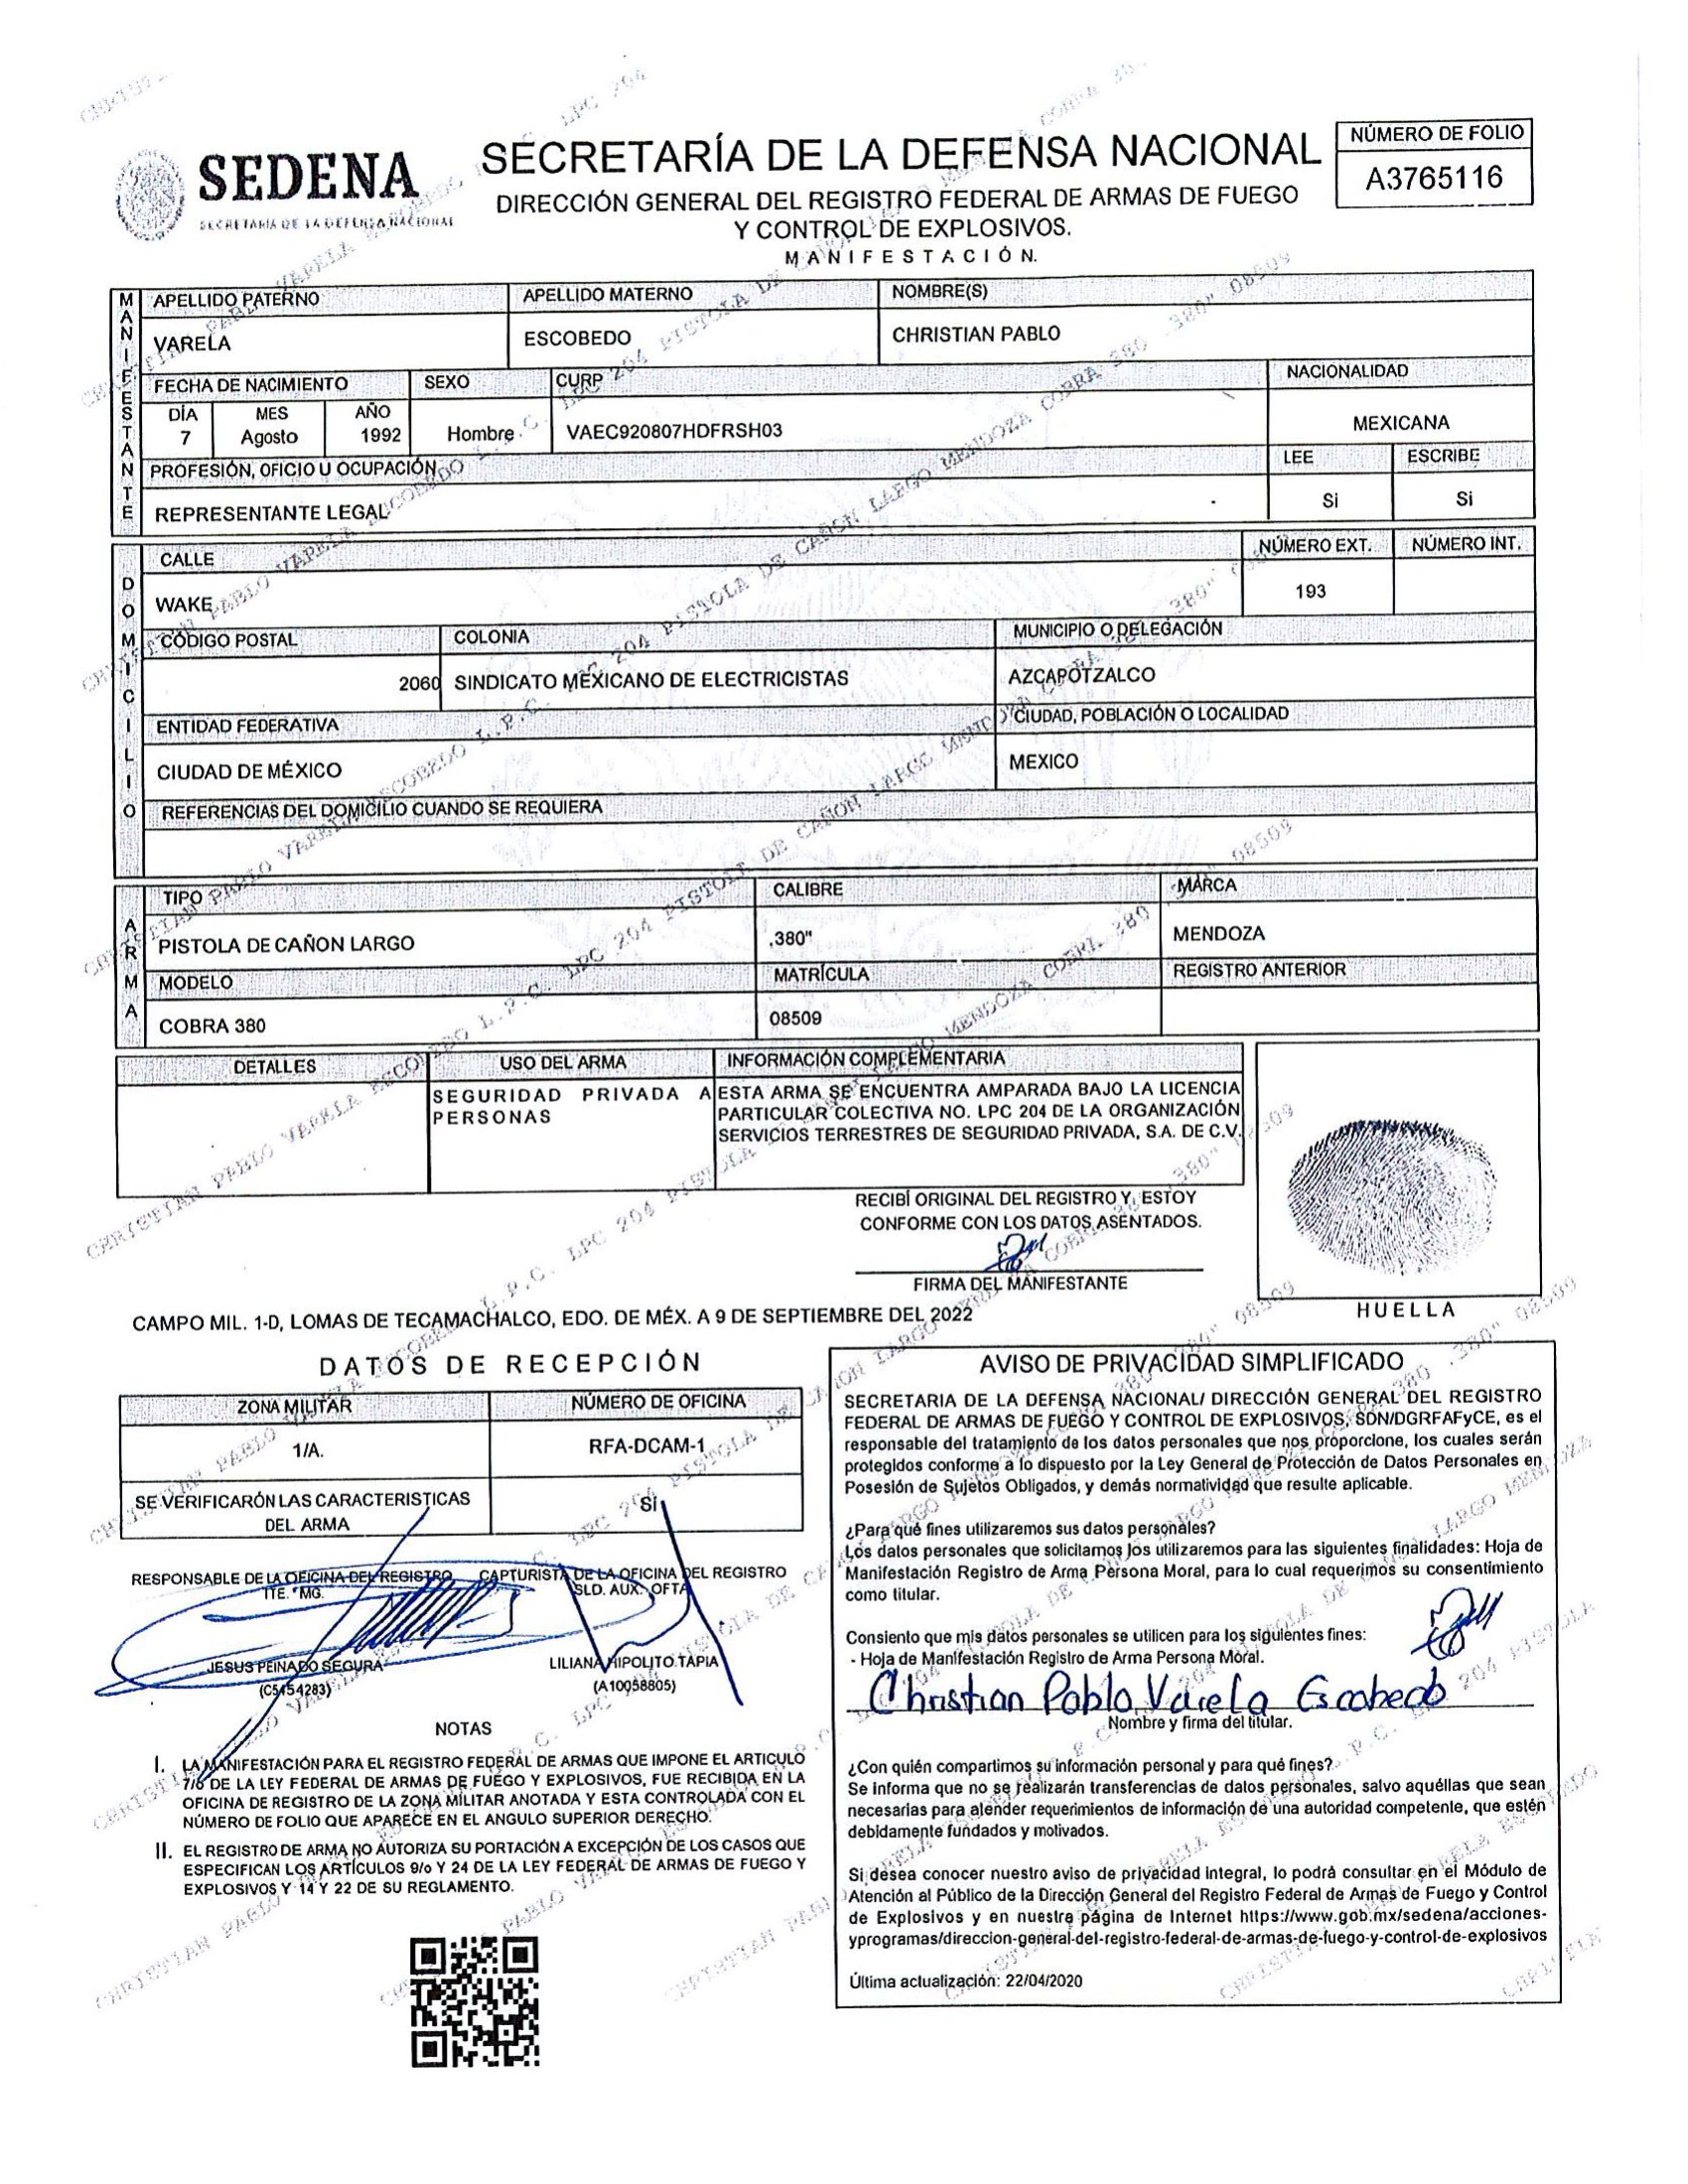 SEDENA
SECRETARÍA DE LA DEFENSA NACIONAL
SECRETARÍA DE LA DEFENSA NACIONAL
DIRECCIÓN GENERAL DEL REGISTRO FEDERAL DE ARMAS DE FUEGO
Y CONTROL DE EXPLOSIVOS.
MANIFESTACIÓN.
NÚMERO DE FOLIO
A3765116
MANIFESTANTE
APELLIDO PATERNO APELLIDO MATERNO NOMBRE(S)
VARELA ESCOBEDO CHRISTIAN PABLO
FECHA DE NACIMIENTO SEXO CURP NACIONALIDAD
DÍA MES AÑO
7 Agosto 1992 Hombre VAEC920807HDFRSH03 MEXICANA
PROFESIÓN, OFICIO U OCUPACIÓN LEE ESCRIBE
REPRESENTANTE LEGAL Si Si
DOMICILIO
CALLE NÚMERO EXT. NÚMERO INT.
WAKE 193
CÓDIGO POSTAL COLONIA MUNICIPIO O DELEGACIÓN
2060 SINDICATO MEXICANO DE ELECTRICISTAS AZCAPOTZALCO
ENTIDAD FEDERATIVA CIUDAD, POBLACIÓN O LOCALIDAD
CIUDAD DE MÉXICO MEXICO
REFERENCIAS DEL DOMICILIO CUANDO SE REQUIERA
ARMA
TIPO CALIBRE MARCA
PISTOLA DE CAÑON LARGO .380" MENDOZA
MODELO MATRÍCULA REGISTRO ANTERIOR
COBRA 380 08509
DETALLES USO DEL ARMA INFORMACIÓN COMPLEMENTARIA
SEGURIDAD PRIVADA A
PERSONAS
ESTA ARMA SE ENCUENTRA AMPARADA BAJO LA LICENCIA
PARTICULAR COLECTIVA NO. LPC 204 DE LA ORGANIZACIÓN
SERVICIOS TERRESTRES DE SEGURIDAD PRIVADA, S.A. DE C.V.
RECIBÍ ORIGINAL DEL REGISTRO Y ESTOY
CONFORME CON LOS DATOS ASENTADOS.
FIRMA DEL MANIFESTANTE
HUELLA
CAMPO MIL. 1-D, LOMAS DE TECAMACHALCO, EDO. DE MÉX. A 9 DE SEPTIEMBRE DEL 2022
DATOS DE RECEPCIÓN
ZONA MILITAR NÚMERO DE OFICINA
1/A. RFA-DCAM-1
SE VERIFICARÓN LAS CARACTERISTICAS
DEL ARMA
Si
RESPONSABLE DE LA OFICINA DEL REGISTRO CAPTURISTA DE LA OFICINA DEL REGISTRO
TTE. MG. SLD. AUX. OFTA
JESUS PEINADO SEGURA LILIANA HIPOLITO TAPIA
(C5154283) (A10058805)
NOTAS
I. LA MANIFESTACIÓN PARA EL REGISTRO FEDERAL DE ARMAS QUE IMPONE EL ARTICULO
7/o DE LA LEY FEDERAL DE ARMAS DE FUEGO Y EXPLOSIVOS, FUE RECIBIDA EN LA
OFICINA DE REGISTRO DE LA ZONA MILITAR ANOTADA Y ESTA CONTROLADA CON EL
NÚMERO DE FOLIO QUE APARECE EN EL ANGULO SUPERIOR DERECHO.
II. EL REGISTRO DE ARMA NO AUTORIZA SU PORTACIÓN A EXCEPCIÓN DE LOS CASOS QUE
ESPECIFICAN LOS ARTÍCULOS 9/o Y 24 DE LA LEY FEDERAL DE ARMAS DE FUEGO Y
EXPLOSIVOS Y 14 Y 22 DE SU REGLAMENTO.
AVISO DE PRIVACIDAD SIMPLIFICADO
SECRETARIA DE LA DEFENSA NACIONAL/ DIRECCIÓN GENERAL DEL REGISTRO
FEDERAL DE ARMAS DE FUEGO Y CONTROL DE EXPLOSIVOS, SDN/DGRFAFyCE, es el
responsable del tratamiento de los datos personales que nos proporcione, los cuales serán
protegidos conforme a lo dispuesto por la Ley General de Protección de Datos Personales en
Posesión de Sujetos Obligados, y demás normatividad que resulte aplicable.
¿Para qué fines utilizaremos sus datos personales?
Los datos personales que solicitamos los utilizaremos para las siguientes finalidades: Hoja de
Manifestación Registro de Arma Persona Moral, para lo cual requerimos su consentimiento
como titular.
Consiento que mis datos personales se utilicen para los siguientes fines:
- Hoja de Manifestación Registro de Arma Persona Moral.
Christian Pablo Varela Escobedo
Nombre y firma del titular.
¿Con quién compartimos su información personal y para qué fines?
Se informa que no se realizarán transferencias de datos personales, salvo aquéllas que sean
necesarias para atender requerimientos de información de una autoridad competente, que estén
debidamente fundados y motivados.
Si desea conocer nuestro aviso de privacidad integral, lo podrá consultar en el Módulo de
Atención al Público de la Dirección General del Registro Federal de Armas de Fuego y Control
de Explosivos y en nuestra página de Internet https://www.gob.mx/sedena/acciones-
yprogramas/direccion-general-del-registro-federal-de-armas-de-fuego-y-control-de-explosivos
Última actualización: 22/04/2020
CHRISTIAN PABLO VARELA ESCOBEDO L.P.C. LPC 204 PISTOLA DE CAÑON LARGO MENDOZA COBRA 380 .380" 08509